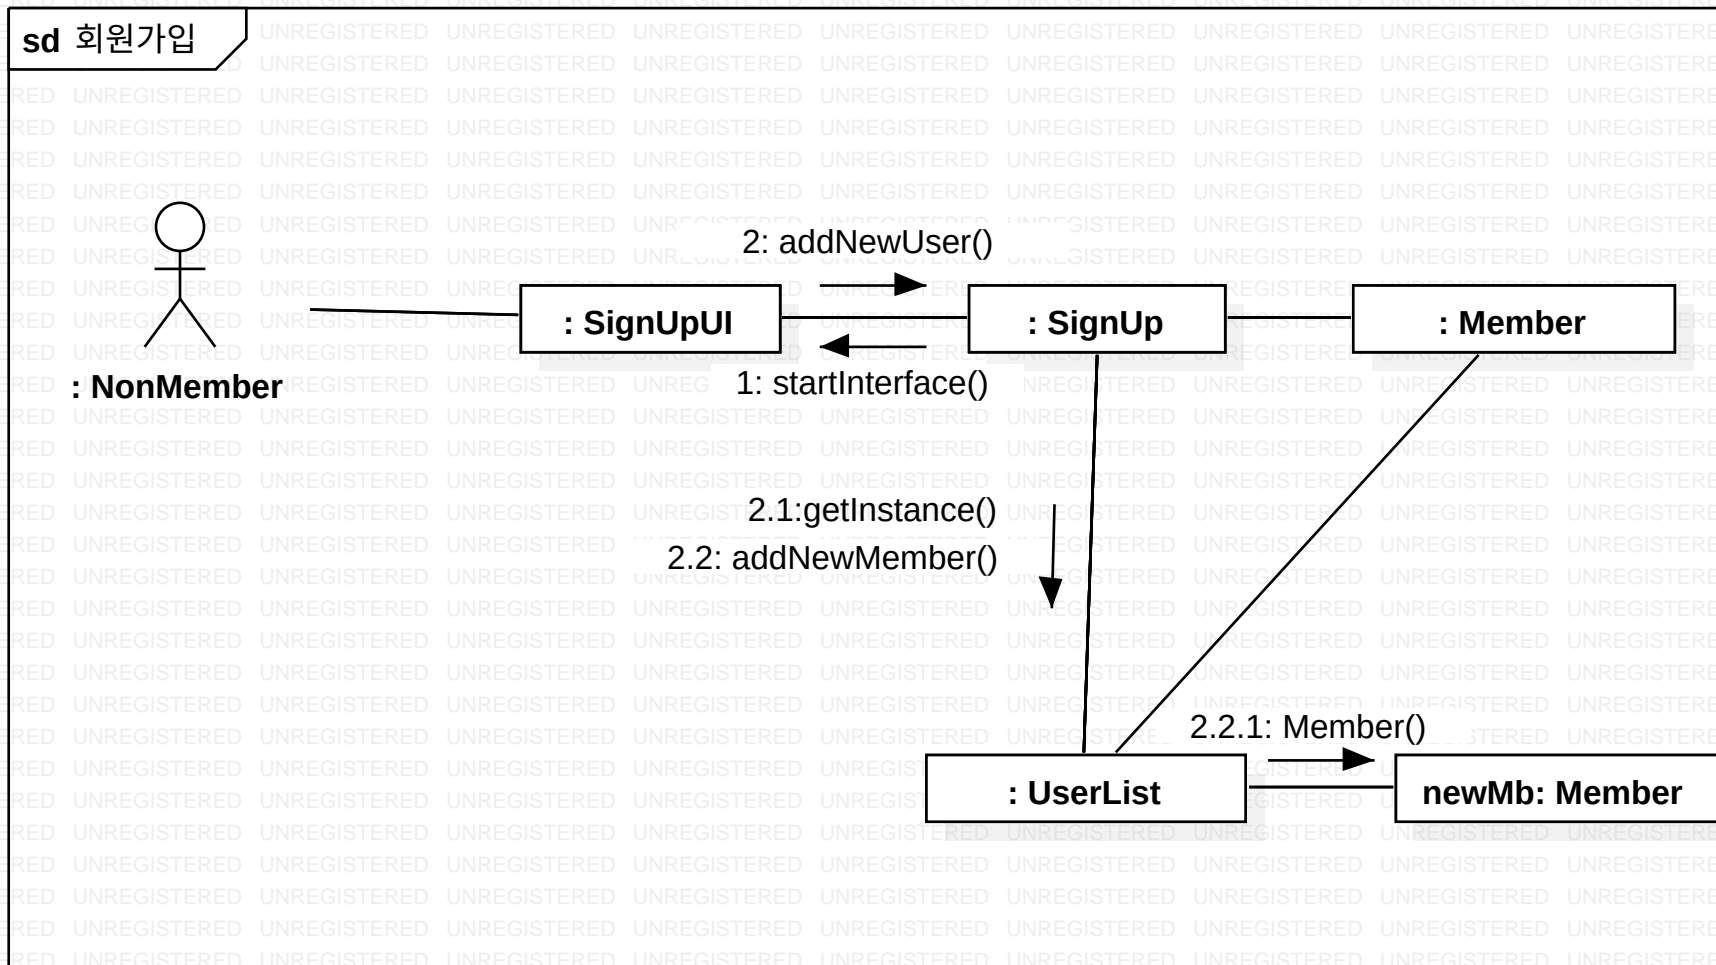 sd 회원가입
2: addNewUser()
: SignUpUI
: SignUp
: Member
1: startInterface()
: NonMember
2.1:getInstance()
2.2: addNewMember()
2.2.1: Member()
: UserList
newMb: Member
UNREGISTERED